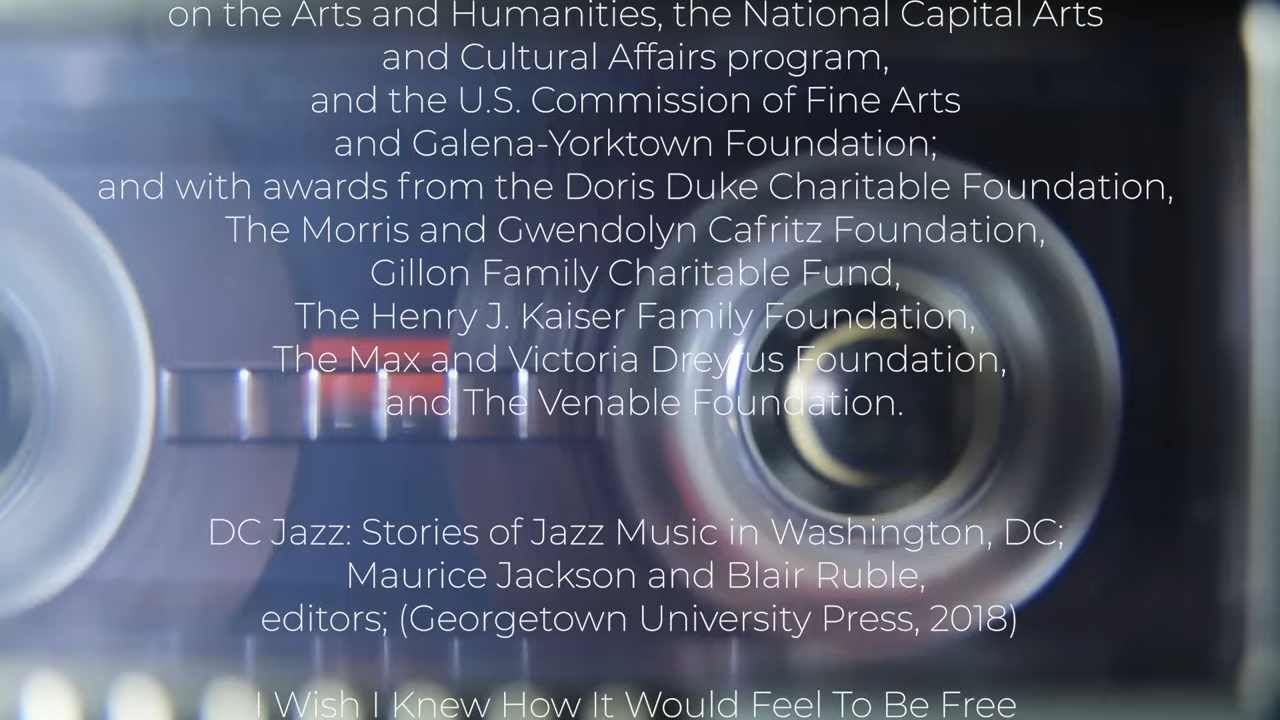 on the Arts and Humanities, the National Capital Arts
and Cultural Affairs program,
and the U.S. Commission of Fine Arts
and Galena-Yorktown Foundation;
and with awards from the Doris Duke Charitable Foundation,
The Morris and Gwendolyn Cafritz Foundation,
Gillon Family Charitable Fund,
The Henry J. Kaiser Family Foundation,
The Max and Victoria Dreyfus Foundation,
and The Venable Foundation.
DC Jazz: Stories of Jazz Music in Washington, DC;
Maurice Jackson and Blair Ruble,
editors; (Georgetown University Press, 2018)
I Wish I Knew How It Would Feel To Be Free